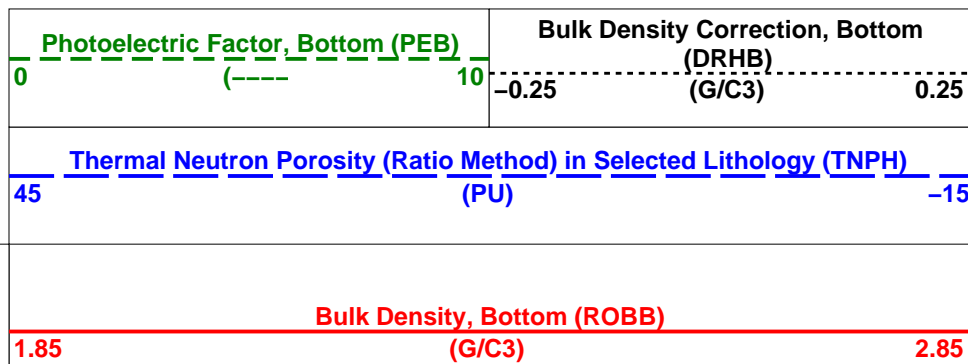 Photoelectric Factor, Bottom (PEB)
0 (–––– 10
Bulk Density Correction, Bottom
(DRHB)
–0.25 (G/C3) 0.25
Thermal Neutron Porosity (Ratio Method) in Selected Lithology (TNPH)
45 (PU) –15
Bulk Density, Bottom (ROBB)
1.85 (G/C3) 2.85